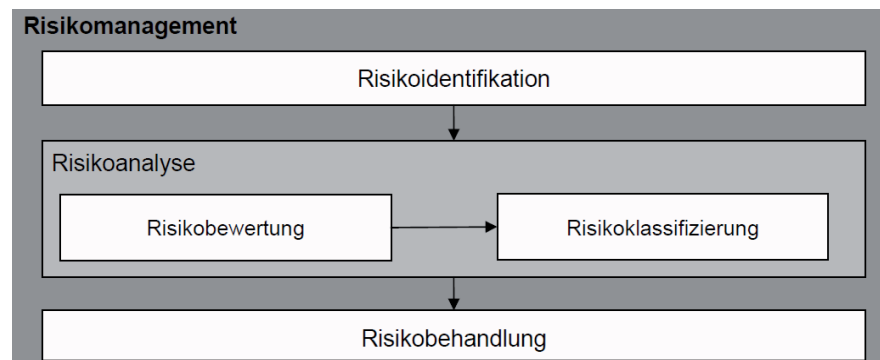 Risikomanagement
Risikoidentifikation
Risikoanalyse
Risikobewertung
Risikoklassifizierung
Risikobehandlung